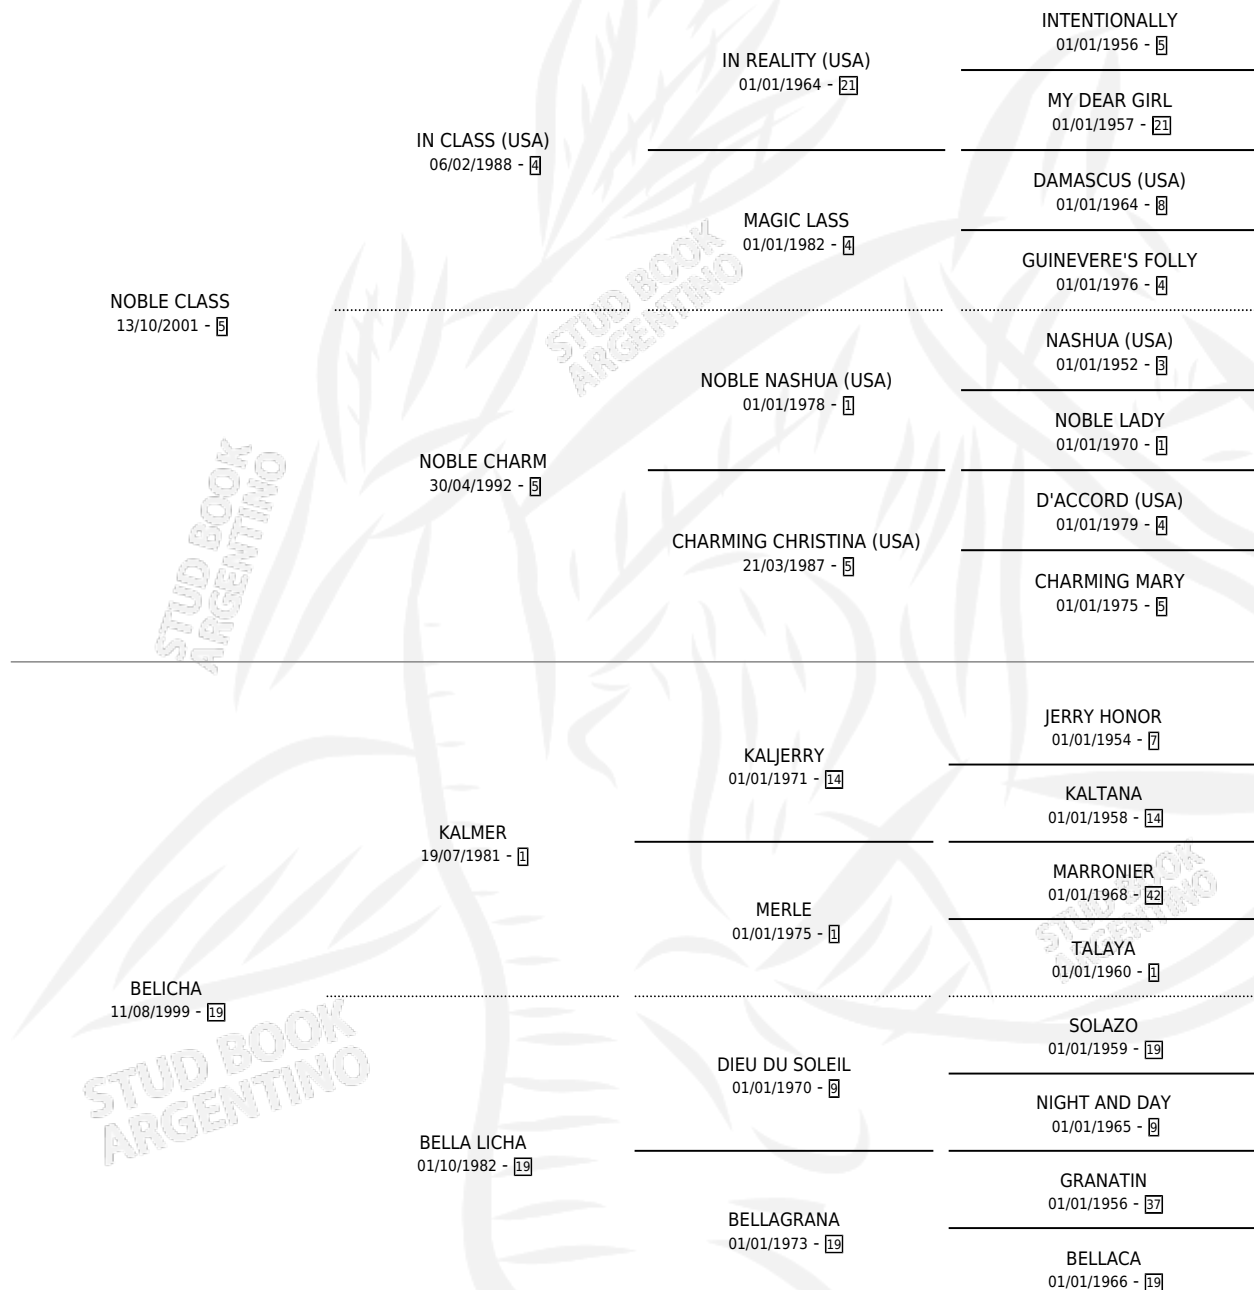 INTENTIONALLY
01/01/1956 - 5
IN REALITY (USA)
01/01/1964 - 21
MY DEAR GIRL
01/01/1957 - 21
IN CLASS (USA)
06/02/1988 - 4
DAMASCUS (USA)
01/01/1964 - 8
MAGIC LASS
01/01/1982 - 4
GUINEVERE'S FOLLY
01/01/1976 - 4
NOBLE CLASS
13/10/2001 - 5
NASHUA (USA)
01/01/1952 - 3
NOBLE NASHUA (USA)
01/01/1978 - 1
NOBLE LADY
01/01/1970 - 1
NOBLE CHARM
30/04/1992 - 5
D'ACCORD (USA)
01/01/1979 - 4
CHARMING CHRISTINA (USA)
21/03/1987 - 5
CHARMING MARY
01/01/1975 - 5
JERRY HONOR
01/01/1954 - 7
KALJERRY
01/01/1971 - 14
KALTANA
01/01/1958 - 14
KALMER
19/07/1981 - 1
MARRONIER
01/01/1968 - 42
MERLE
01/01/1975 - 1
TALAYA
01/01/1960 - 1
BELICHA
11/08/1999 - 19
SOLAZO
01/01/1959 - 19
DIEU DU SOLEIL
01/01/1970 - 9
NIGHT AND DAY
01/01/1965 - 9
BELLA LICHA
01/10/1982 - 19
GRANATIN
01/01/1956 - 37
BELLAGRANA
01/01/1973 - 19
BELLACA
01/01/1966 - 19
STUD BOOK
ARGENTINO
STUD BOOK
ARGENTINO
STUD BOOK
ARGENTINO
STUD BOOK
ARGENTINO